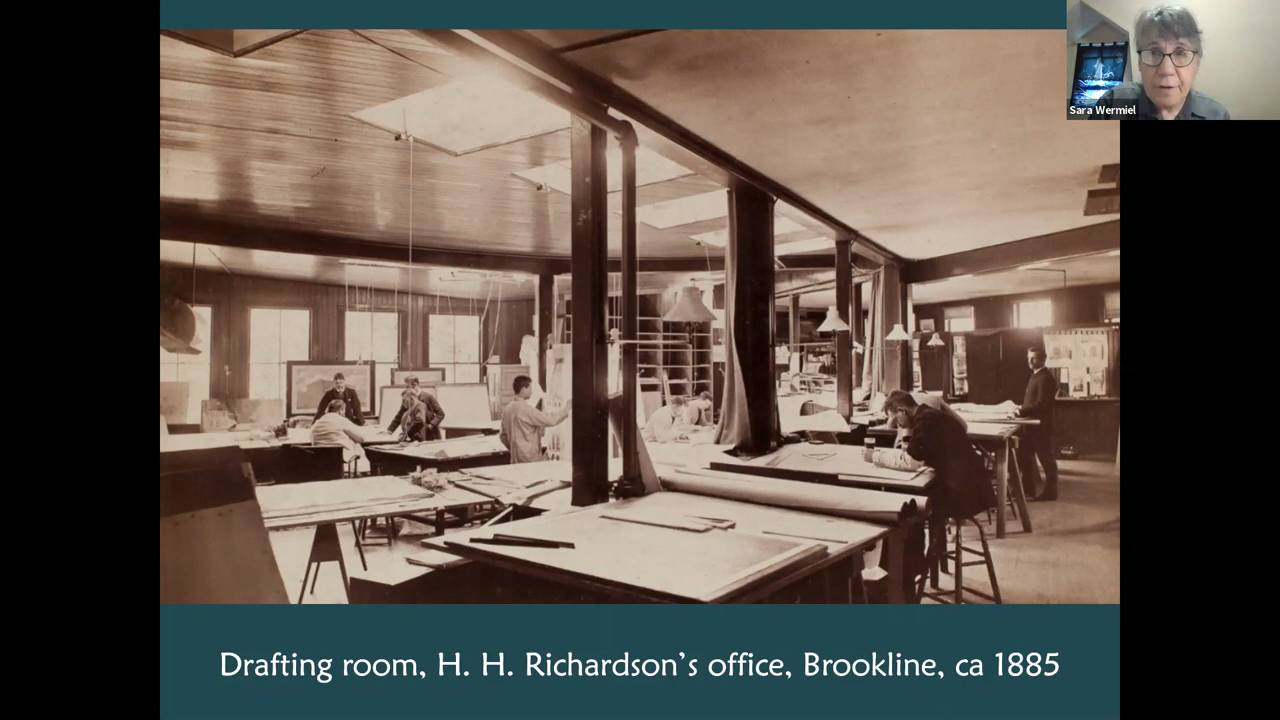 Sara Wermiel
Drafting room, H. H. Richardson’s office, Brookline, ca 1885